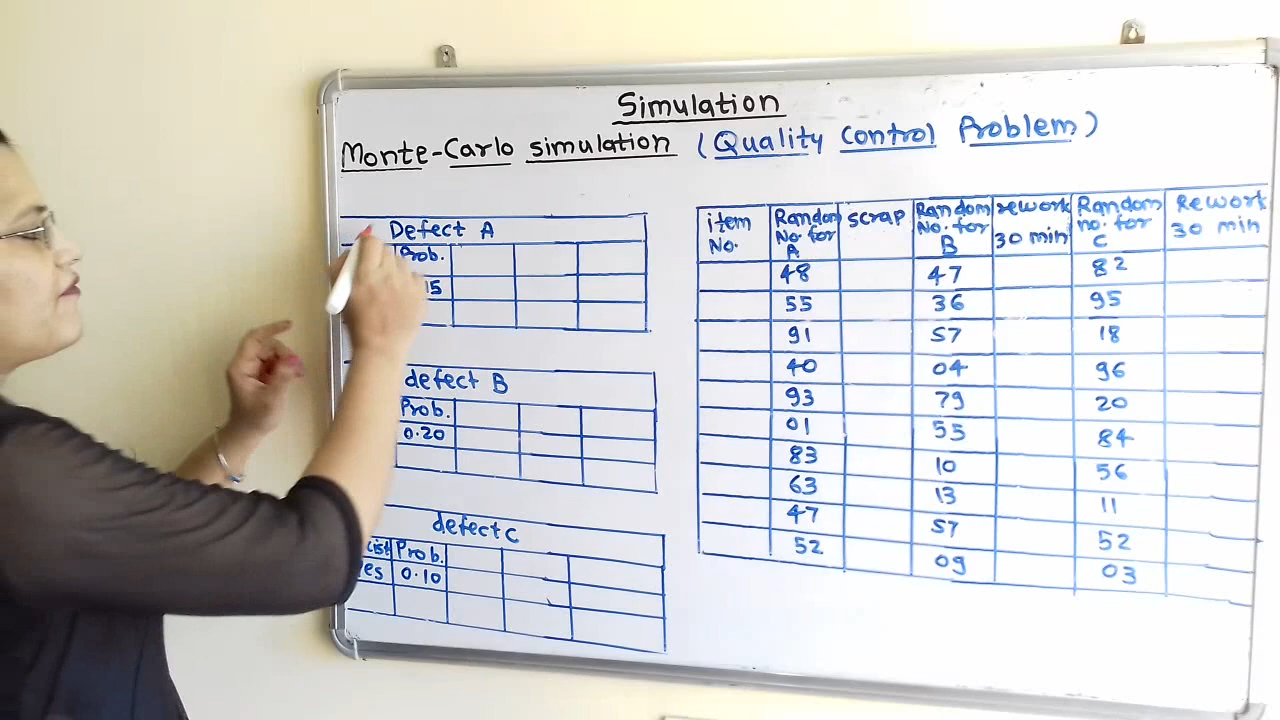 Simulation
Monte-Carlo simulation (Quality Control Problem)
Defect A
Prob.
15
defect B
Prob.
0.20
defect C
Prob.
0.10
item No. Random No. for A scrap Random No. for B rework 30 min Random no. for C Rework 30 min
48 47 82
55 36 95
91 57 18
40 04 96
93 79 20
01 55 84
83 10 56
63 13 11
47 57 52
52 09 03